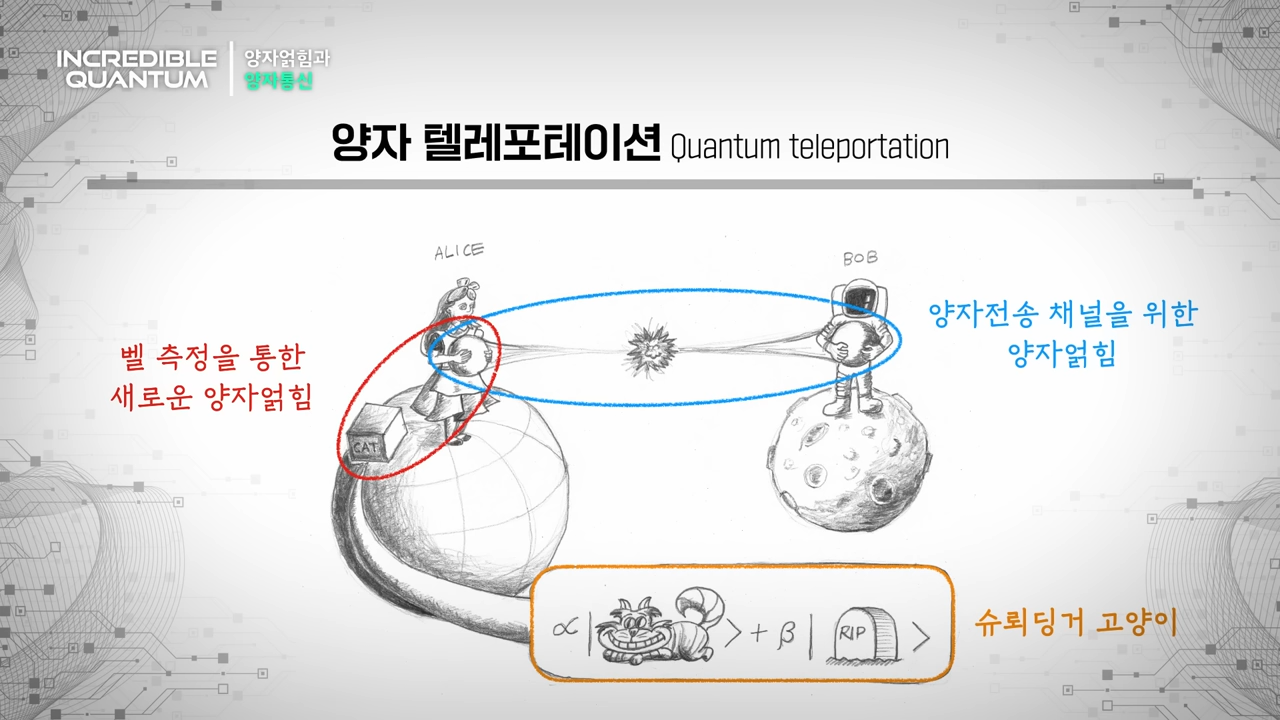 INCREDIBLE
QUANTUM
양자얽힘과
양자통신
양자 텔레포테이션 Quantum teleportation
ALICE
BOB
양자전송 채널을 위한
양자얽힘
벨 측정을 통한
새로운 양자얽힘
CAT
α| > + β| RIP >
슈뢰딩거 고양이